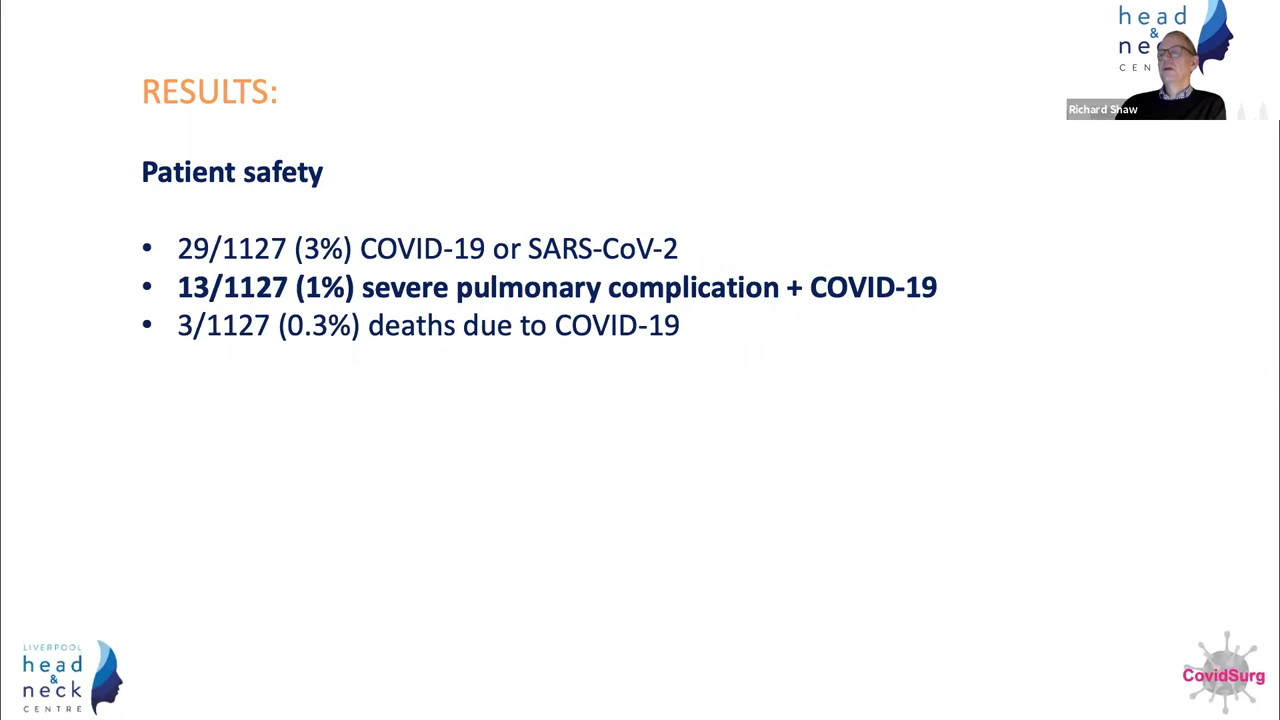 head
&
ne
CEN
Richard Shaw
RESULTS:
Patient safety
• 29/1127 (3%) COVID-19 or SARS-CoV-2
• 13/1127 (1%) severe pulmonary complication + COVID-19
• 3/1127 (0.3%) deaths due to COVID-19
LIVERPOOL
head
&
neck
CENTRE
CovidSurg